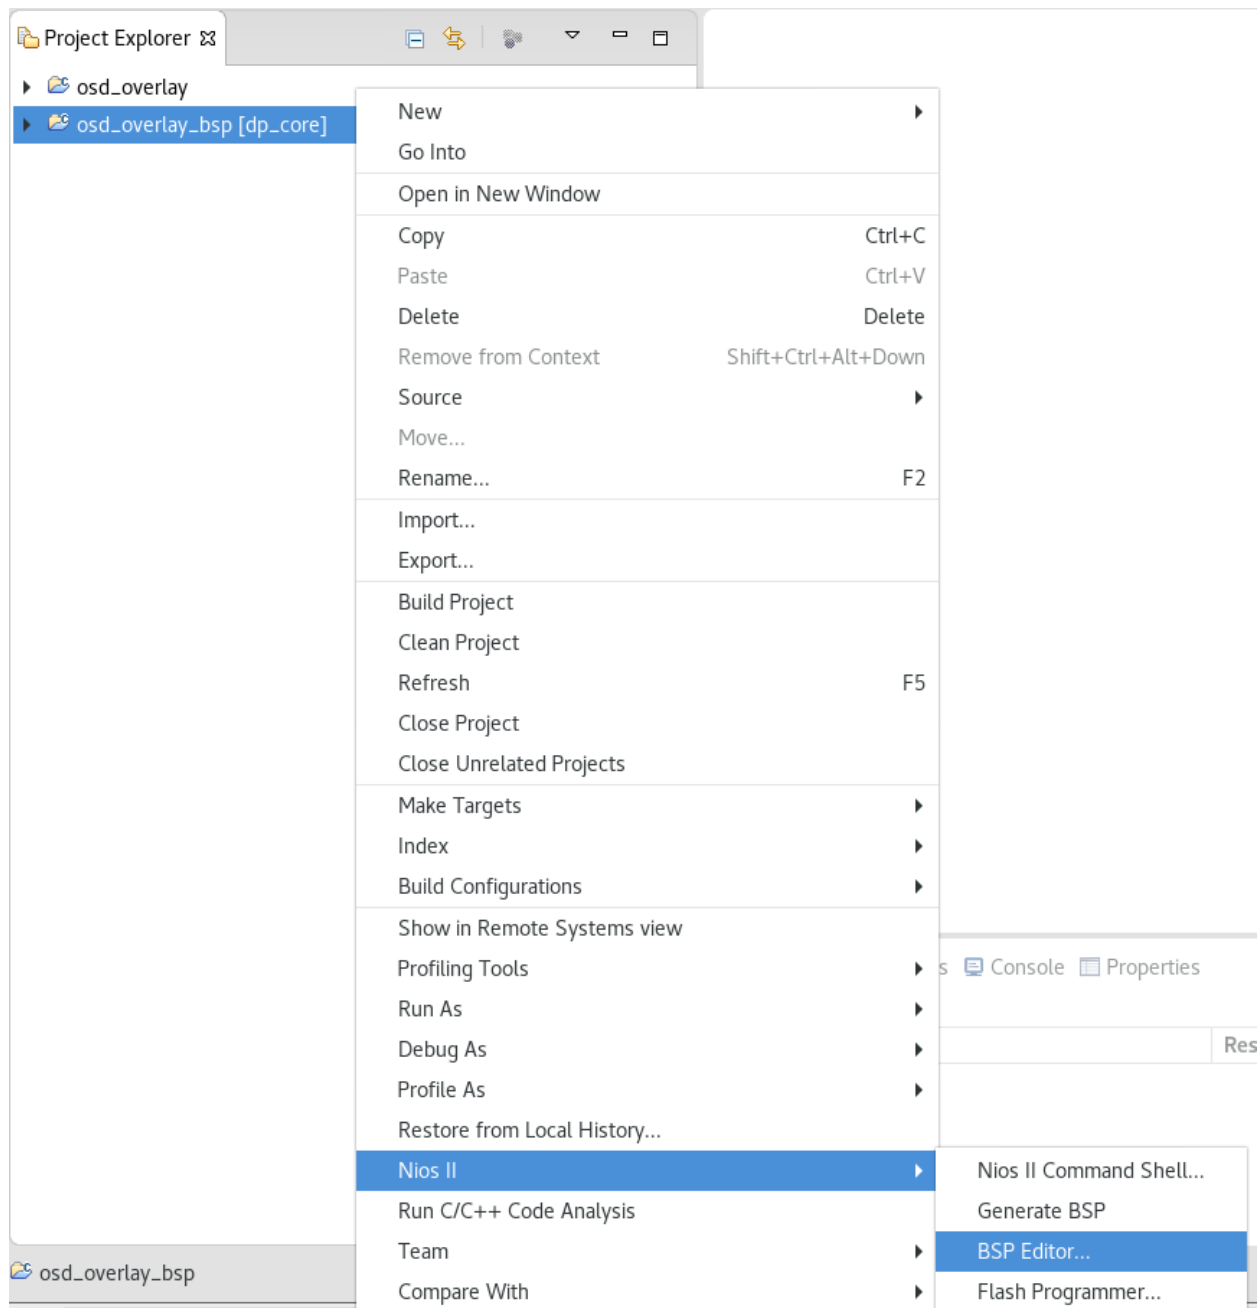 Project Explorer
osd_overlay
osd_overlay_bsp [dp_core]
New
Go Into
Open in New Window
Copy Ctrl+C
Paste Ctrl+V
Delete Delete
Remove from Context Shift+Ctrl+Alt+Down
Source
Move...
Rename... F2
Import...
Export...
Build Project
Clean Project
Refresh F5
Close Project
Close Unrelated Projects
Make Targets
Index
Build Configurations
Show in Remote Systems view
Profiling Tools
s Console Properties
Run As
Debug As
Res
Profile As
Restore from Local History...
Nios II
Nios II Command Shell...
Run C/C++ Code Analysis
Generate BSP
Team
BSP Editor...
osd_overlay_bsp
Compare With
Flash Programmer...